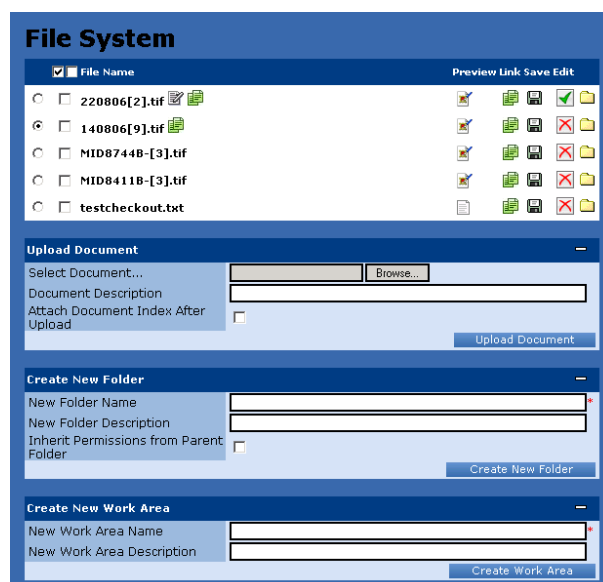 File System
File Name Preview Link Save Edit
220806[2].tif
140806[9].tif
MID8744B-[3].tif
MID8411B-[3].tif
testcheckout.txt
Upload Document
Select Document... Browse...
Document Description
Attach Document Index After
Upload
Upload Document
Create New Folder
New Folder Name *
New Folder Description
Inherit Permissions from Parent
Folder
Create New Folder
Create New Work Area
New Work Area Name *
New Work Area Description
Create Work Area